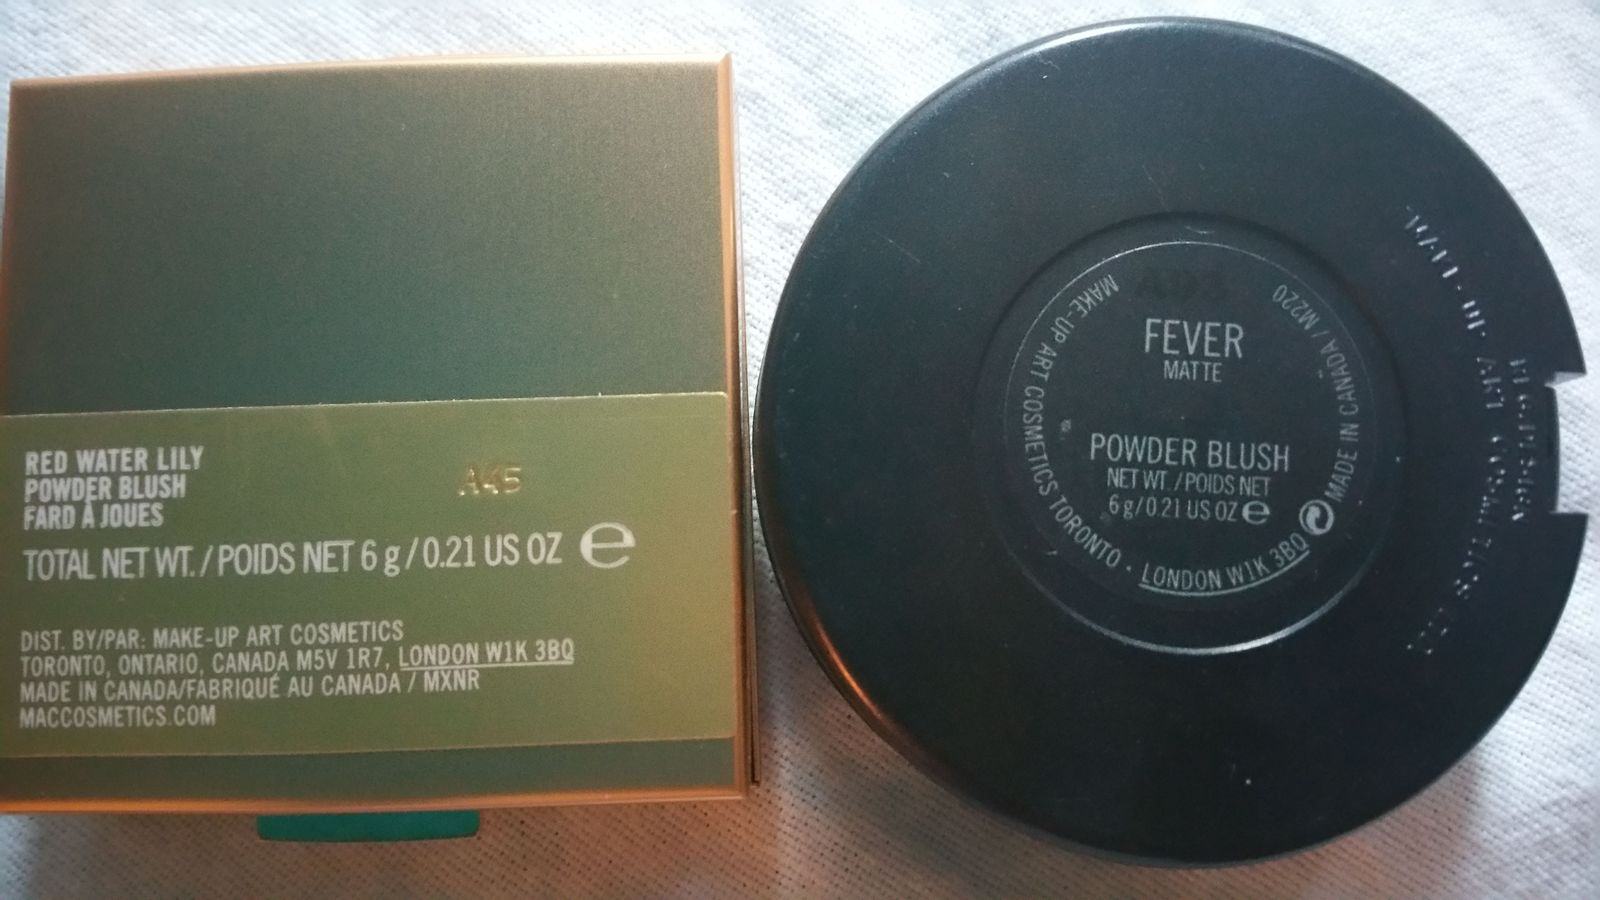 RED WATER LILY
POWDER BLUSH
FARD À JOUES
A45
TOTAL NET WT. / POIDS NET 6 g / 0.21 US OZ e
DIST. BY/PAR: MAKE-UP ART COSMETICS
TORONTO, ONTARIO, CANADA M5V 1R7, LONDON W1K 3BQ
MADE IN CANADA/FABRIQUÉ AU CANADA / MXNR
MACCOSMETICS.COM
FEVER
MATTE
POWDER BLUSH
NET WT. / POIDS NET
6 g / 0.21 US OZ e
MAKE-UP ART COSMETICS TORONTO · LONDON W1K 3BQ
MADE IN CANADA / M220